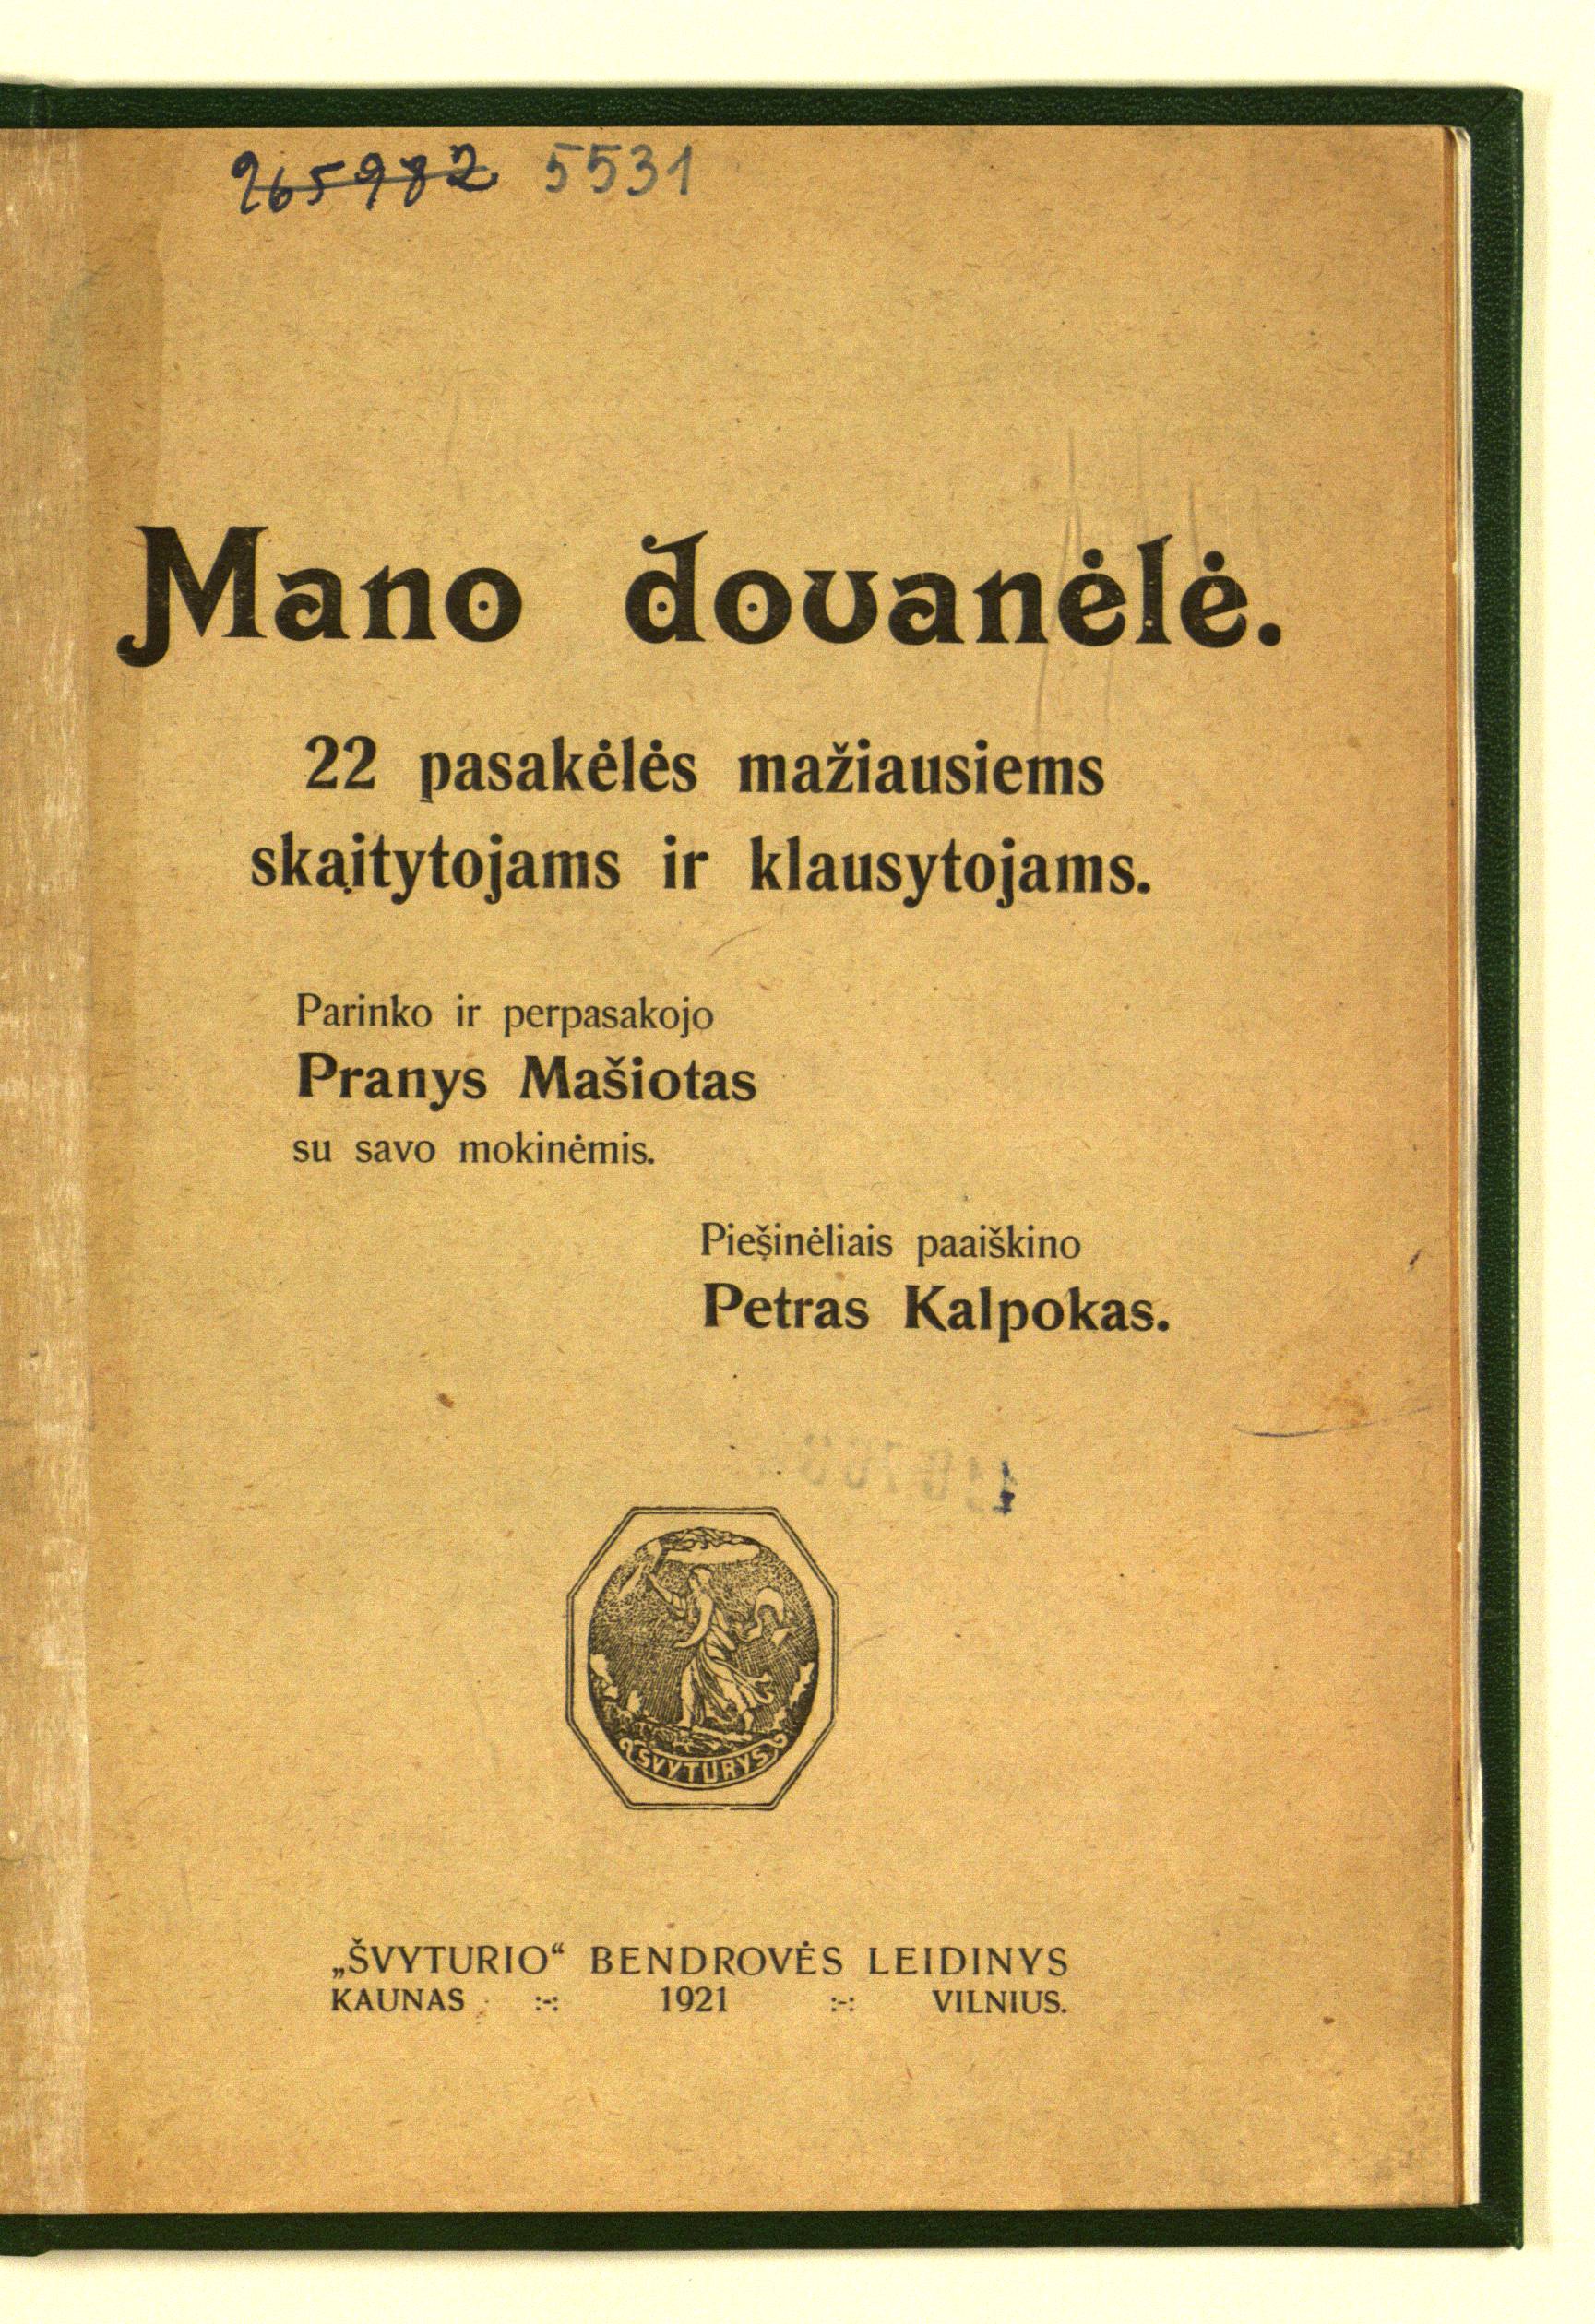 265982 5531
Mano dovanėlė.
22 pasakėlės mažiausiems
skaitytojams ir klausytojams.
Parinko ir perpasakojo
Pranys Mašiotas
su savo mokinėmis.
Piešinėliais paaiškino
Petras Kalpokas.
ŠVYTURYS
„ŠVYTURIO“ BENDROVĖS LEIDINYS
KAUNAS :-: 1921 :-: VILNIUS.